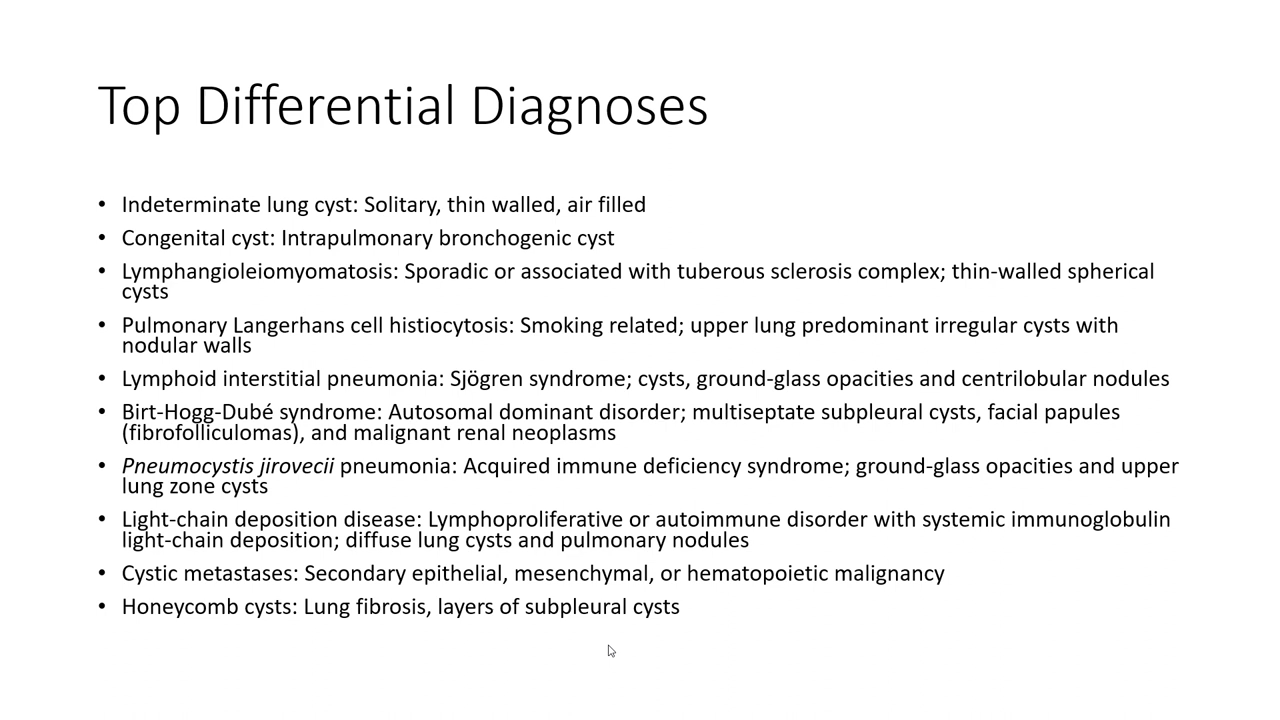 Top Differential Diagnoses
• Indeterminate lung cyst: Solitary, thin walled, air filled
• Congenital cyst: Intrapulmonary bronchogenic cyst
• Lymphangioleiomyomatosis: Sporadic or associated with tuberous sclerosis complex; thin-walled spherical
cysts
• Pulmonary Langerhans cell histiocytosis: Smoking related; upper lung predominant irregular cysts with
nodular walls
• Lymphoid interstitial pneumonia: Sjögren syndrome; cysts, ground-glass opacities and centrilobular nodules
• Birt-Hogg-Dubé syndrome: Autosomal dominant disorder; multiseptate subpleural cysts, facial papules
(fibrofolliculomas), and malignant renal neoplasms
• Pneumocystis jirovecii pneumonia: Acquired immune deficiency syndrome; ground-glass opacities and upper
lung zone cysts
• Light-chain deposition disease: Lymphoproliferative or autoimmune disorder with systemic immunoglobulin
light-chain deposition; diffuse lung cysts and pulmonary nodules
• Cystic metastases: Secondary epithelial, mesenchymal, or hematopoietic malignancy
• Honeycomb cysts: Lung fibrosis, layers of subpleural cysts